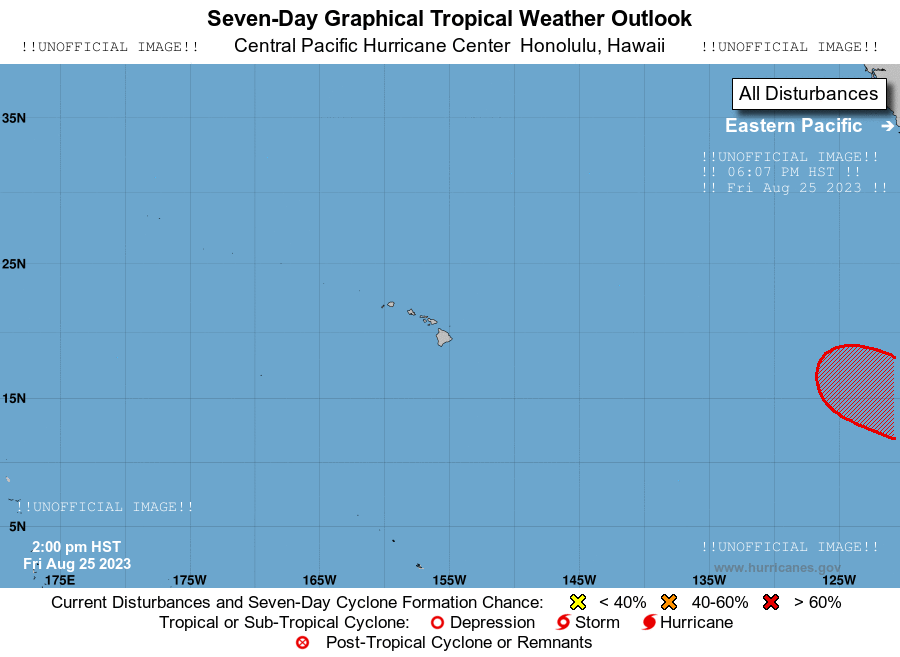 Seven-Day Graphical Tropical Weather Outlook
!!UNOFFICIAL IMAGE!! Central Pacific Hurricane Center Honolulu, Hawaii !!UNOFFICIAL IMAGE!!
All Disturbances
35N
Eastern Pacific
!!UNOFFICIAL IMAGE!!
!! 06:07 PM HST !!
!! Fri Aug 25 2023 !!
25N
15N
!!UNOFFICIAL IMAGE!!
5N
2:00 pm HST
!!UNOFFICIAL IMAGE!!
Fri Aug 25 2023
www.hurricanes.gov
175E 175W 165W 155W 145W 135W 125W
Current Disturbances and Seven-Day Cyclone Formation Chance: < 40% 40-60% > 60%
Tropical or Sub-Tropical Cyclone: Depression Storm Hurricane
Post-Tropical Cyclone or Remnants